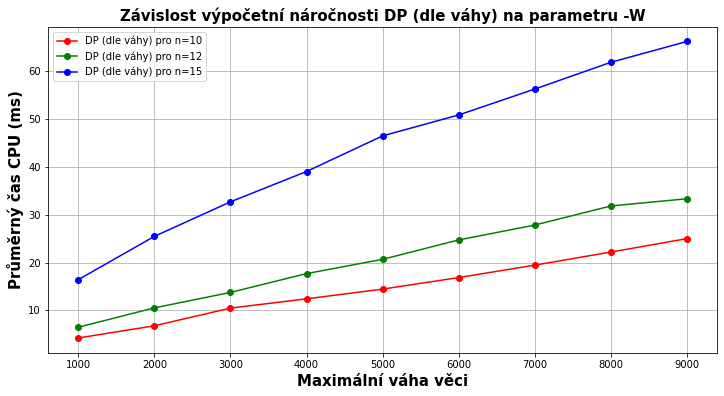 Závislost výpočetní náročnosti DP (dle váhy) na parametru -W
DP (dle váhy) pro n=10
DP (dle váhy) pro n=12
DP (dle váhy) pro n=15
Průměrný čas CPU (ms)
60
50
40
30
20
10
1000 2000 3000 4000 5000 6000 7000 8000 9000
Maximální váha věci